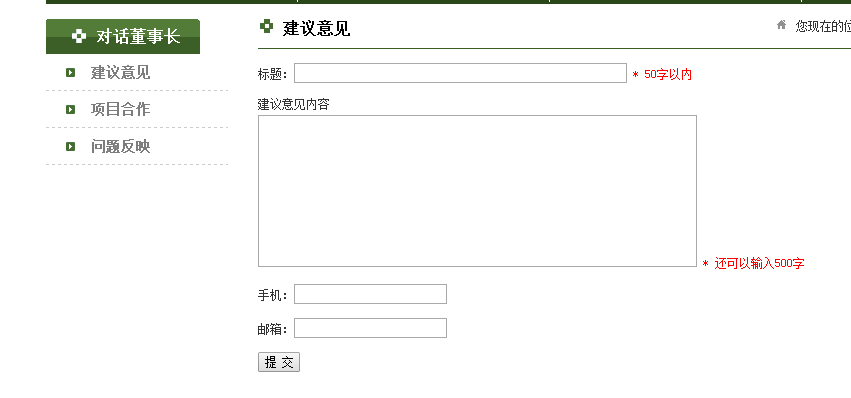 对话董事长
建议意见
项目合作
问题反映
建议意见
您现在的位
标题：
* 50字以内
建议意见内容
* 还可以输入500字
手机：
邮箱：
提 交